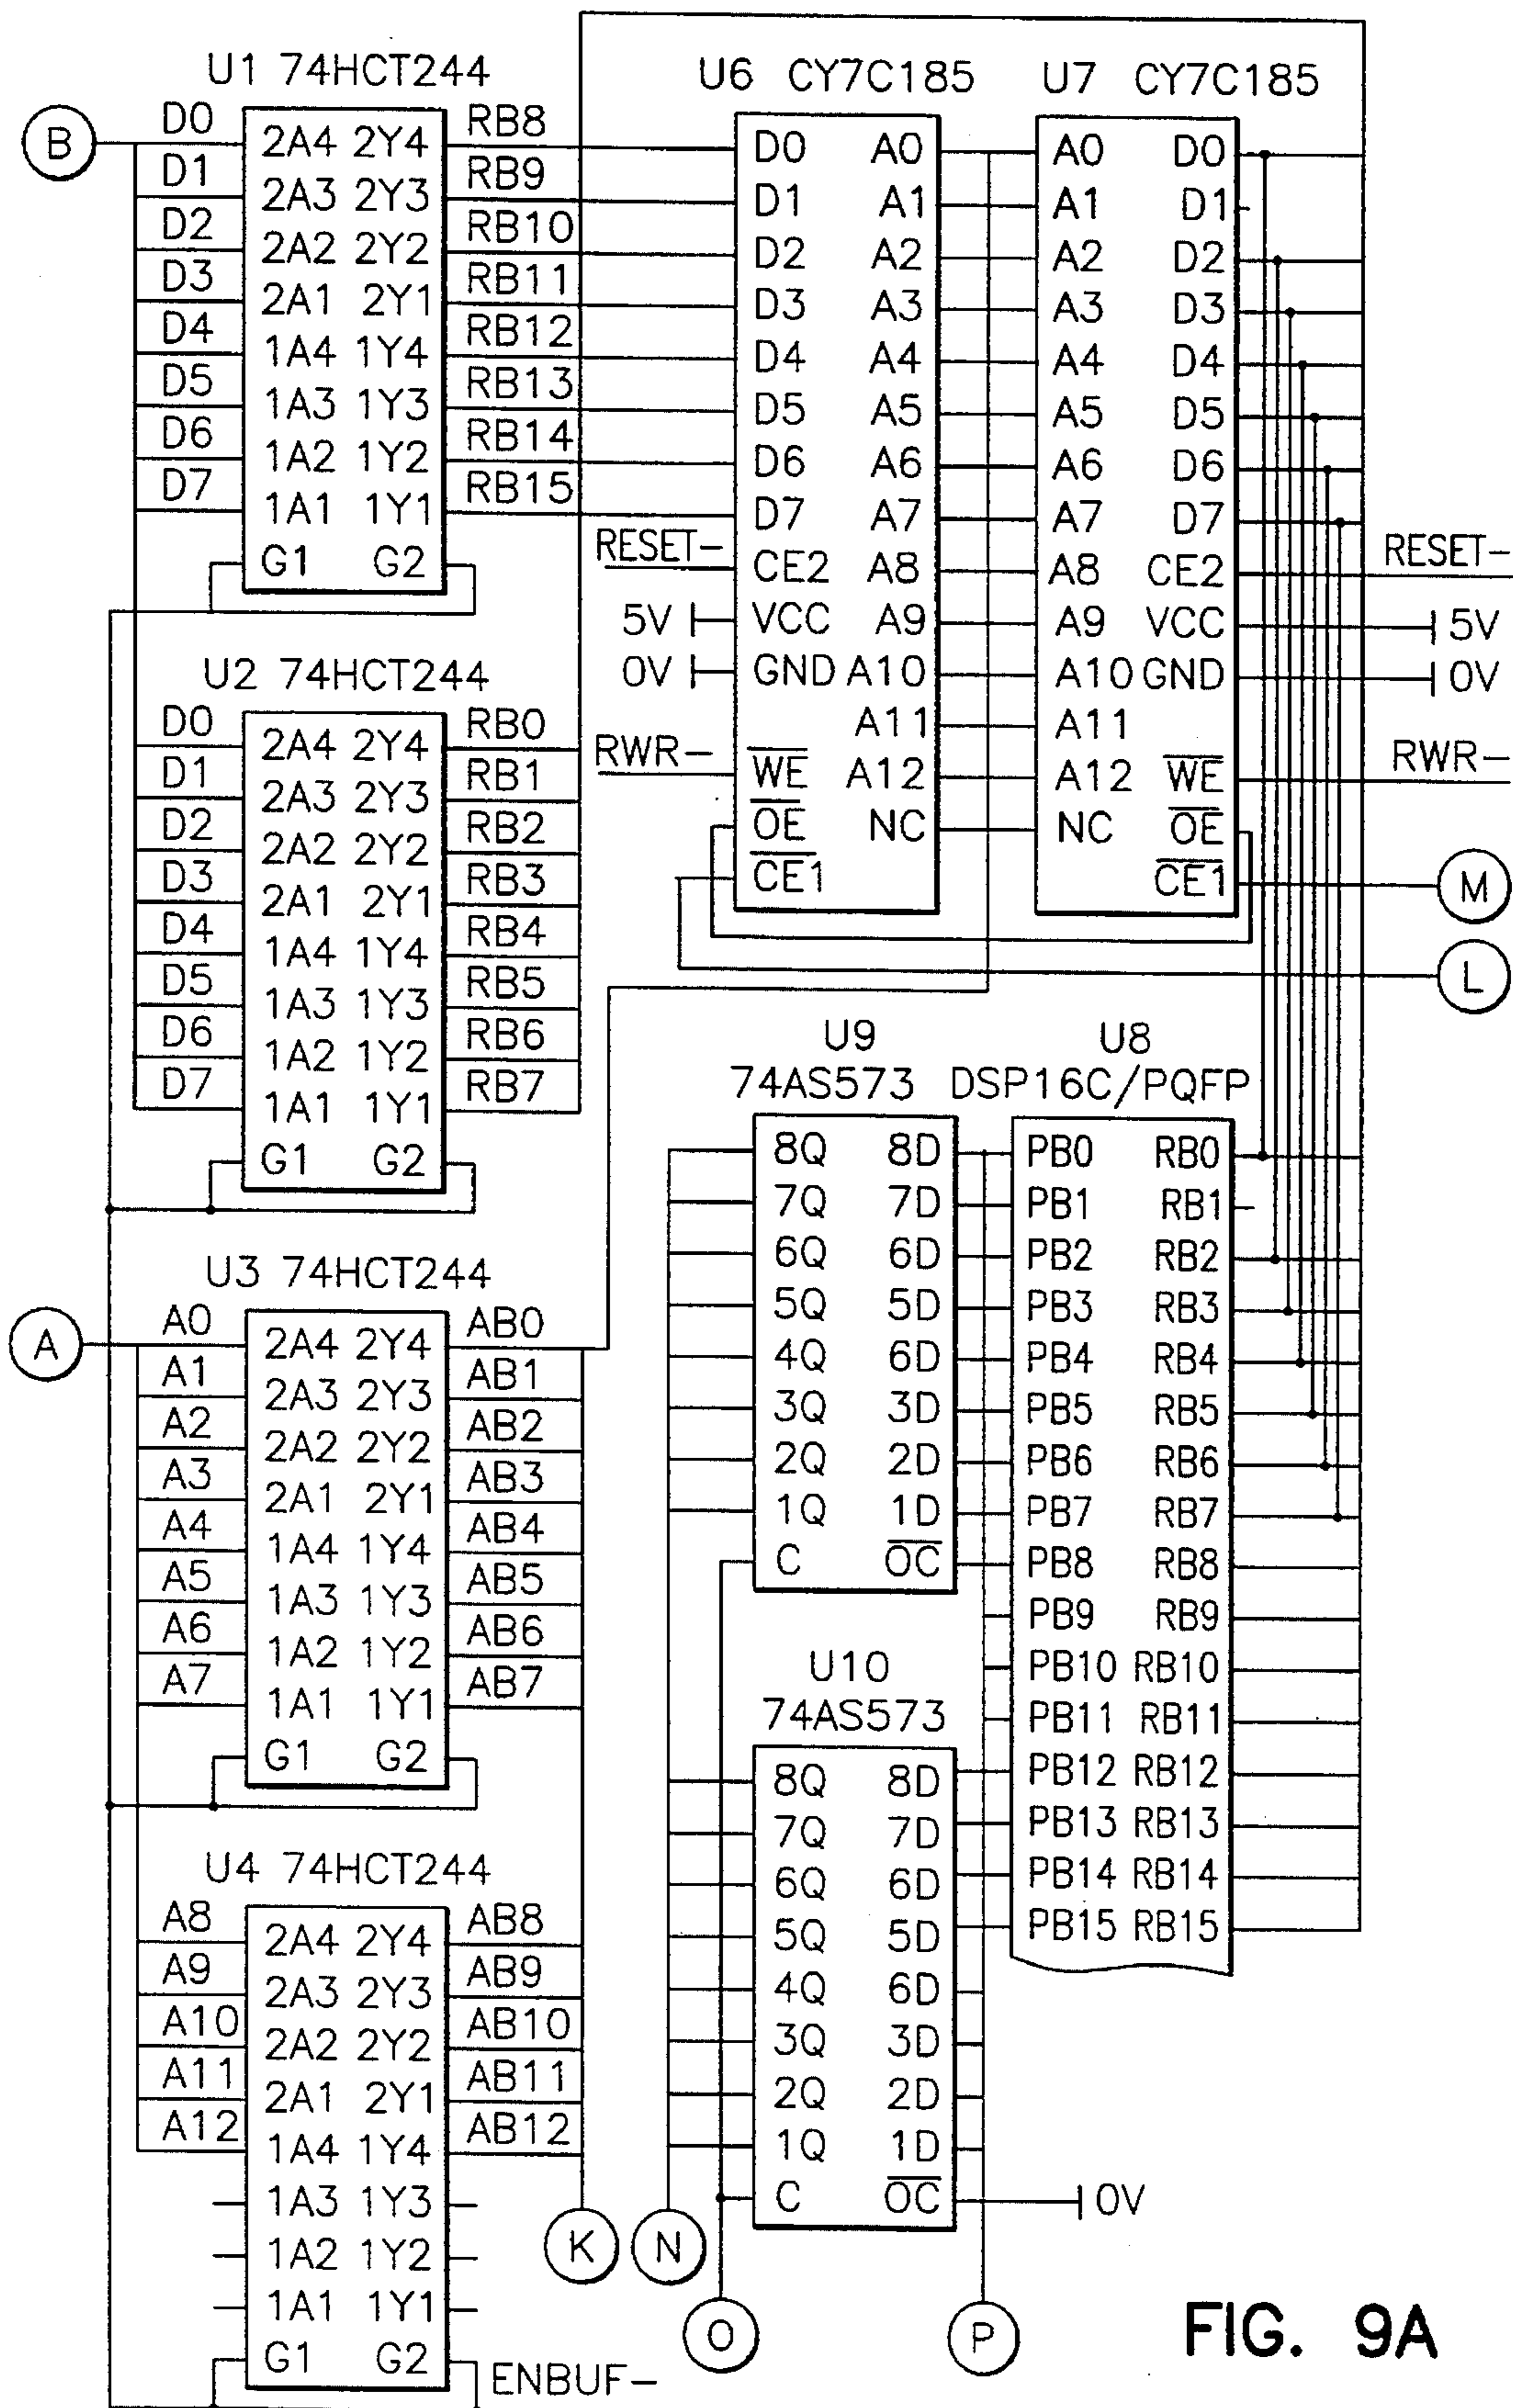 U1 74HCT244
B
D0 2A4 2Y4 RB8
D1 2A3 2Y3 RB9
D2 2A2 2Y2 RB10
D3 2A1 2Y1 RB11
D4 1A4 1Y4 RB12
D5 1A3 1Y3 RB13
D6 1A2 1Y2 RB14
D7 1A1 1Y1 RB15
G1 G2
U2 74HCT244
D0 2A4 2Y4 RB0
D1 2A3 2Y3 RB1
D2 2A2 2Y2 RB2
D3 2A1 2Y1 RB3
D4 1A4 1Y4 RB4
D5 1A3 1Y3 RB5
D6 1A2 1Y2 RB6
D7 1A1 1Y1 RB7
G1 G2
U3 74HCT244
A
A0 2A4 2Y4 AB0
A1 2A3 2Y3 AB1
A2 2A2 2Y2 AB2
A3 2A1 2Y1 AB3
A4 1A4 1Y4 AB4
A5 1A3 1Y3 AB5
A6 1A2 1Y2 AB6
A7 1A1 1Y1 AB7
G1 G2
U4 74HCT244
A8 2A4 2Y4 AB8
A9 2A3 2Y3 AB9
A10 2A2 2Y2 AB10
A11 2A1 2Y1 AB11
A12 1A4 1Y4 AB12
1A3 1Y3
1A2 1Y2
1A1 1Y1
G1 G2 ENBUF-
K
U6 CY7C185 U7 CY7C185
D0 A0 A0 D0
D1 A1 A1 D1
D2 A2 A2 D2
D3 A3 A3 D3
D4 A4 A4 D4
D5 A5 A5 D5
D6 A6 A6 D6
D7 A7 A7 D7
RESET- CE2 A8 A8 CE2 RESET-
5V VCC A9 A9 VCC 5V
0V GND A10 A10 GND 0V
A11 A11
RWR- WE A12 A12 WE RWR-
OE NC NC OE
CE1 CE1 M
L
U9
74AS573
8Q 8D
7Q 7D
6Q 6D
5Q 5D
4Q 6D
3Q 3D
2Q 2D
1Q 1D
C OC
U8
DSP16C/PQFP
PB0 RB0
PB1 RB1
PB2 RB2
PB3 RB3
PB4 RB4
PB5 RB5
PB6 RB6
PB7 RB7
PB8 RB8
PB9 RB9
PB10 RB10
PB11 RB11
PB12 RB12
PB13 RB13
PB14 RB14
PB15 RB15
U10
74AS573
8Q 8D
7Q 7D
6Q 6D
5Q 5D
4Q 6D
3Q 3D
2Q 2D
1Q 1D
C OC 0V
N
O
P
FIG. 9A